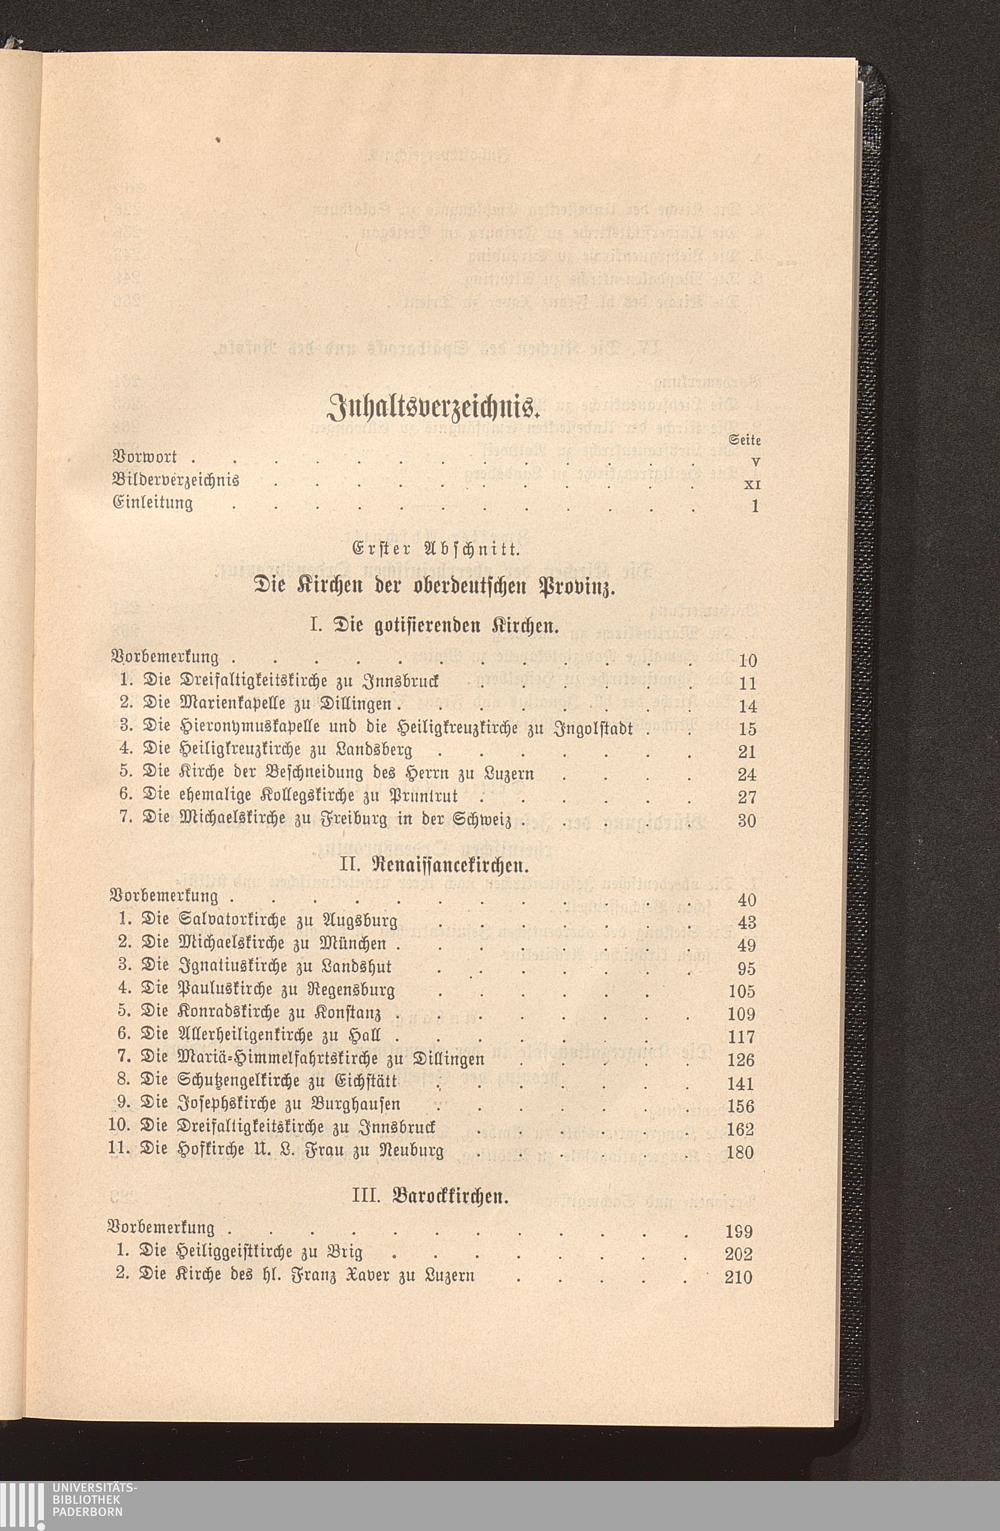 Inhaltsverzeichnis.
Seite
Vorwort . . . . . . . . . . . . . V
Bilderverzeichnis . . . . . . . . . . . XI
Einleitung . . . . . . . . . . . . 1
Erster Abschnitt.
Die Kirchen der oberdeutschen Provinz.
I. Die gotisierenden Kirchen.
Vorbemerkung . . . . . . . . . . . . 10
1. Die Dreifaltigkeitskirche zu Innsbruck . . . . . . 11
2. Die Marienkapelle zu Dillingen . . . . . . . . 14
3. Die Hieronymuskapelle und die Heiligkreuzkirche zu Ingolstadt . . 15
4. Die Heiligkreuzkirche zu Landsberg . . . . . . . 21
5. Die Kirche der Beschneidung des Herrn zu Luzern . . . . 24
6. Die ehemalige Kollegskirche zu Pruntrut . . . . . . 27
7. Die Michaelskirche zu Freiburg in der Schweiz . . . . . 30
II. Renaissancekirchen.
Vorbemerkung . . . . . . . . . . . . 40
1. Die Salvatorkirche zu Augsburg . . . . . . . 43
2. Die Michaelskirche zu München . . . . . . . . 49
3. Die Ignatiuskirche zu Landshut . . . . . . . 95
4. Die Pauluskirche zu Regensburg . . . . . . . 105
5. Die Konradskirche zu Konstanz . . . . . . . . 109
6. Die Allerheiligenkirche zu Hall . . . . . . . 117
7. Die Mariä-Himmelfahrtskirche zu Dillingen . . . . . 126
8. Die Schutzengelkirche zu Eichstätt . . . . . . . 141
9. Die Josephskirche zu Burghausen . . . . . . . 156
10. Die Dreifaltigkeitskirche zu Innsbruck . . . . . . 162
11. Die Hofkirche U. L. Frau zu Neuburg . . . . . . 180
III. Barockkirchen.
Vorbemerkung . . . . . . . . . . . . 199
1. Die Heiliggeistkirche zu Brig . . . . . . . . 202
2. Die Kirche des hl. Franz Xaver zu Luzern . . . . . 210
UNIVERSITÄTS-
BIBLIOTHEK
PADERBORN